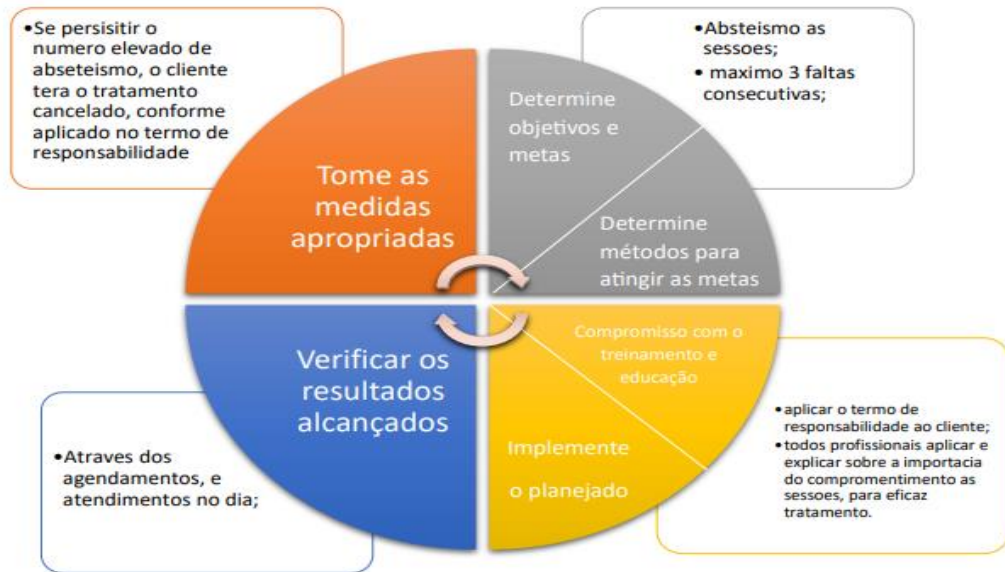 •Se persisitir o
numero elevado de
abseteismo, o cliente
tera o tratamento
cancelado, conforme
aplicado no termo de
responsabilidade
•Absteismo as
sessoes;
• maximo 3 faltas
consecutivas;
Tome as
medidas
apropriadas
Determine
objetivos e
metas
Determine
métodos para
atingir as metas
Verificar os
resultados
alcançados
Compromisso com o
treinamento e
educação
Implemente
o planejado
•Atraves dos
agendamentos, e
atendimentos no dia;
•aplicar o termo de
responsabilidade ao cliente;
•todos profissionais aplicar e
explicar sobre a importacia
do compromentimento as
sessoes, para eficaz
tratamento.